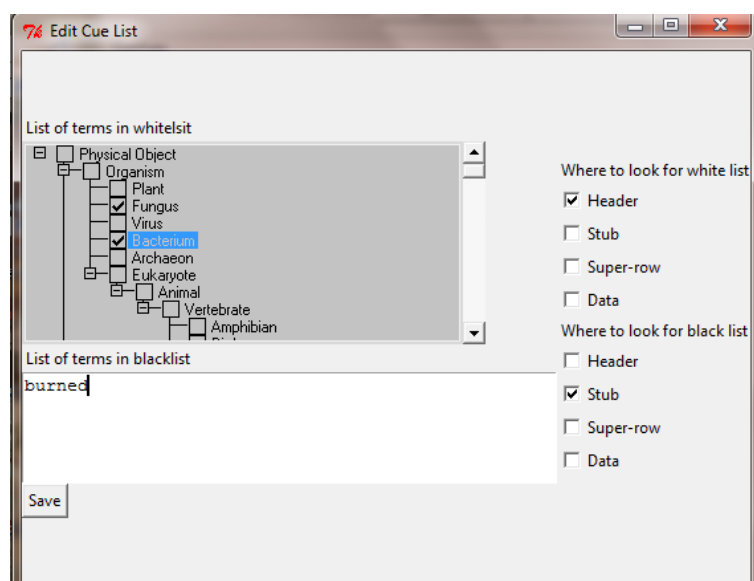 Edit Cue List
List of terms in whitelsit
Physical Object
Organism
Plant
Fungus
Virus
Bacterium
Archaeon
Eukaryote
Animal
Vertebrate
Amphibian
Where to look for white list
Header
Stub
Super-row
Data
Where to look for black list
Header
Stub
Super-row
Data
List of terms in blacklist
burned
Save